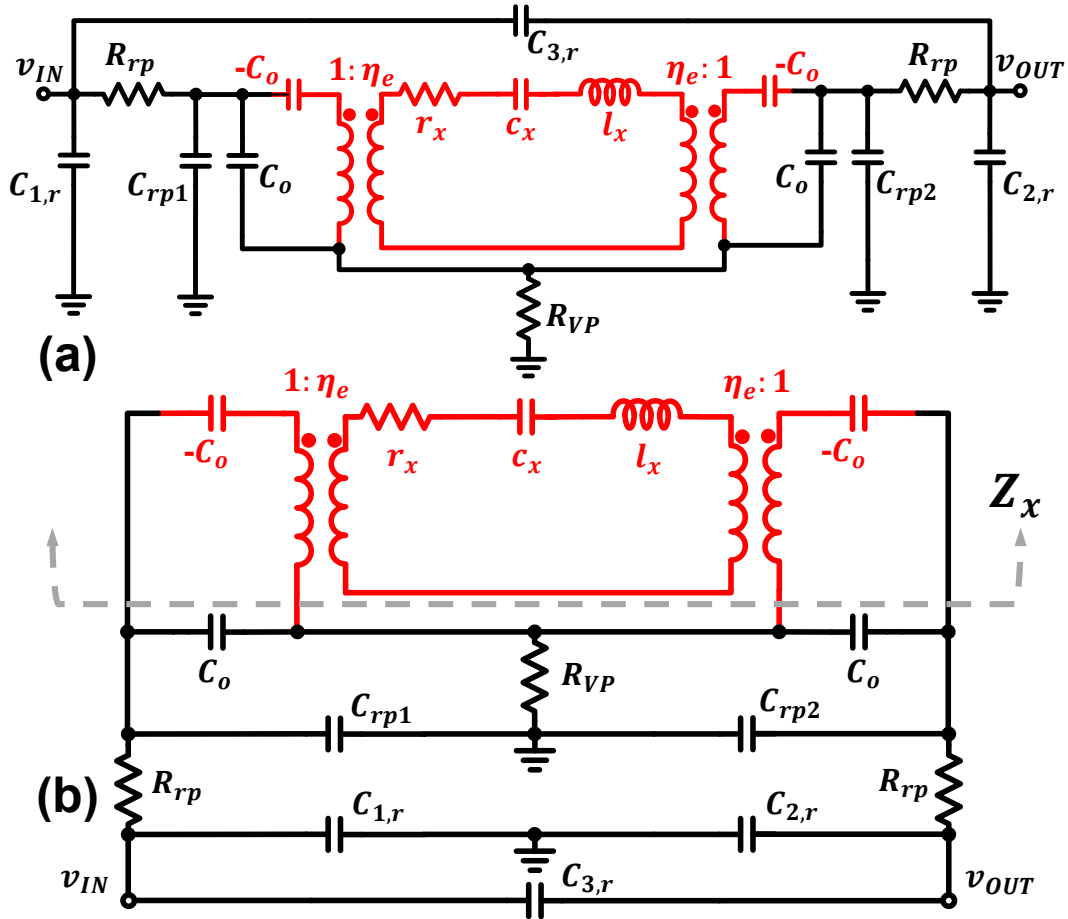 C3,r
vIN Rrp -Co 1:ηe ηe:1 -Co Rrp vOUT
rx cx lx
C1,r Crp1 Co Co Crp2 C2,r
RVP
(a)
1:ηe ηe:1
-Co rx cx lx -Co
Zx
Co RVP Co
Crp1 Crp2
Rrp Rrp
(b)
C1,r C2,r
vIN C3,r vOUT